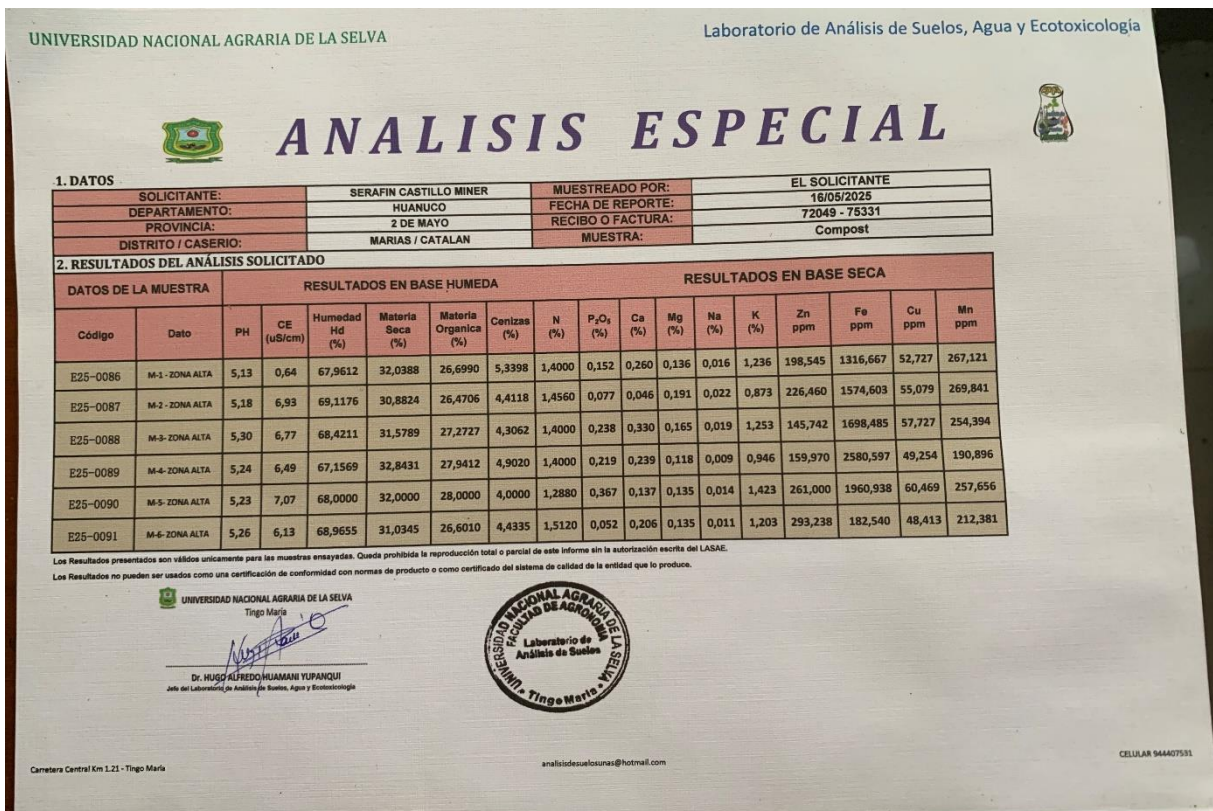 UNIVERSIDAD NACIONAL AGRARIA DE LA SELVA
Laboratorio de Análisis de Suelos, Agua y Ecotoxicología
ANALISIS ESPECIAL
1. DATOS
SOLICITANTE: SERAFIN CASTILLO MINER MUESTREADO POR: EL SOLICITANTE
DEPARTAMENTO: HUANUCO FECHA DE REPORTE: 16/05/2025
PROVINCIA: 2 DE MAYO RECIBO O FACTURA: 72049 - 75331
DISTRITO / CASERIO: MARIAS / CATALAN MUESTRA: Compost
2. RESULTADOS DEL ANÁLISIS SOLICITADO
DATOS DE LA MUESTRA RESULTADOS EN BASE HUMEDA RESULTADOS EN BASE SECA
Código Dato PH CE (uS/cm) Humedad Hd (%) Materia Seca (%) Materia Organica (%) Cenizas (%) N (%) P₂O₅ (%) Ca (%) Mg (%) Na (%) K (%) Zn ppm Fe ppm Cu ppm Mn ppm
E25-0086 M-1 - ZONA ALTA 5,13 0,64 67,9612 32,0388 26,6990 5,3398 1,4000 0,152 0,260 0,136 0,016 1,236 198,545 1316,667 52,727 267,121
E25-0087 M-2 - ZONA ALTA 5,18 6,93 69,1176 30,8824 26,4706 4,4118 1,4560 0,077 0,046 0,191 0,022 0,873 226,460 1574,603 55,079 269,841
E25-0088 M-3- ZONA ALTA 5,30 6,77 68,4211 31,5789 27,2727 4,3062 1,4000 0,238 0,330 0,165 0,019 1,253 145,742 1698,485 57,727 254,394
E25-0089 M-4- ZONA ALTA 5,24 6,49 67,1569 32,8431 27,9412 4,9020 1,4000 0,219 0,239 0,118 0,009 0,946 159,970 2580,597 49,254 190,896
E25-0090 M-5- ZONA ALTA 5,23 7,07 68,0000 32,0000 28,0000 4,0000 1,2880 0,367 0,137 0,135 0,014 1,423 261,000 1960,938 60,469 257,656
E25-0091 M-6- ZONA ALTA 5,26 6,13 68,9655 31,0345 26,6010 4,4335 1,5120 0,052 0,206 0,135 0,011 1,203 293,238 182,540 48,413 212,381
Los Resultados presentados son válidos unicamente para las muestras ensayadas. Queda prohibida la reproducción total o parcial de este informe sin la autorización escrita del LASAE.
Los Resultados no pueden ser usados como una certificación de conformidad con normas de producto o como certificado del sistema de calidad de la entidad que lo produce.
UNIVERSIDAD NACIONAL AGRARIA DE LA SELVA
Tingo María
Dr. HUGO ALFREDO HUAMANI YUPANQUI
Jefe del Laboratorio de Análisis de Suelos, Agua y Ecotoxicología
UNIVERSIDAD NACIONAL AGRARIA DE LA SELVA
FACULTAD DE AGRONOMIA
Laboratorio de
Análisis de Suelos
Tingo María
Carretera Central Km 1.21 - Tingo María
analisisdesuelosunas@hotmail.com
CELULAR 944407531